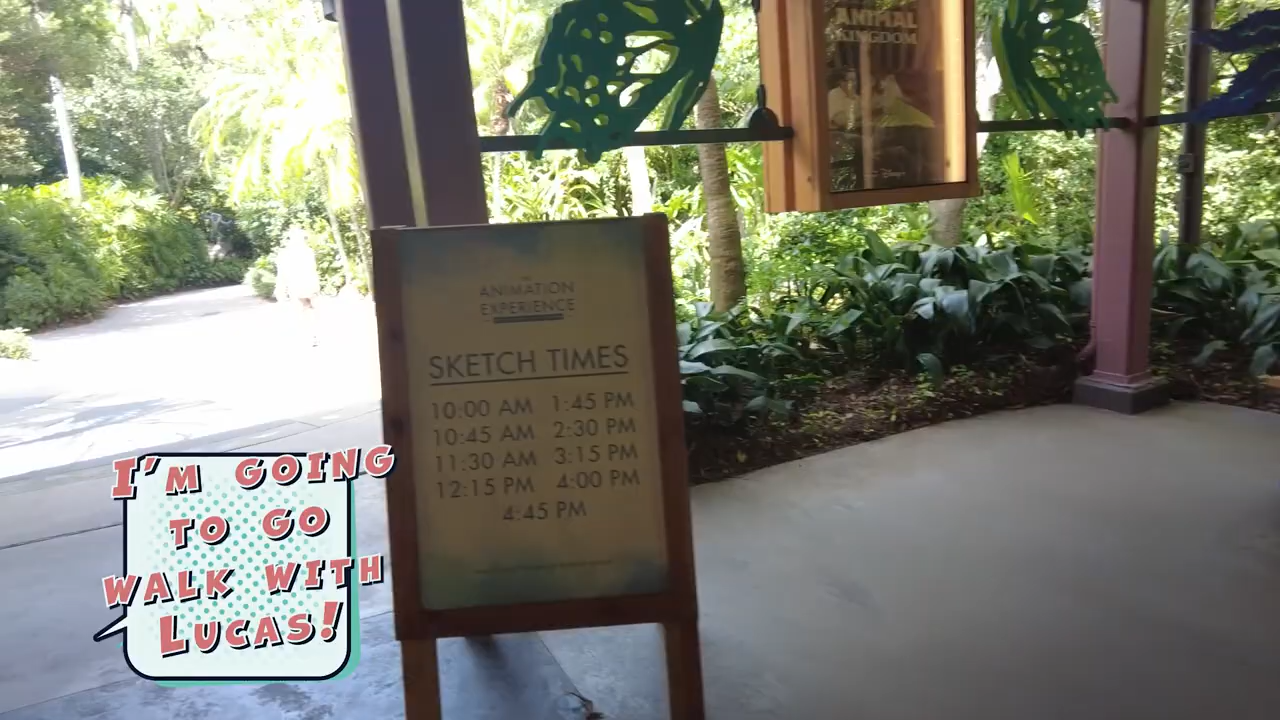 ANIMAL
KINGDOM
Disney
ANIMATION
EXPERIENCE
SKETCH TIMES
10:00 AM 1:45 PM
10:45 AM 2:30 PM
11:30 AM 3:15 PM
12:15 PM 4:00 PM
4:45 PM
I'M GOING
TO GO
WALK WITH
LUCAS!